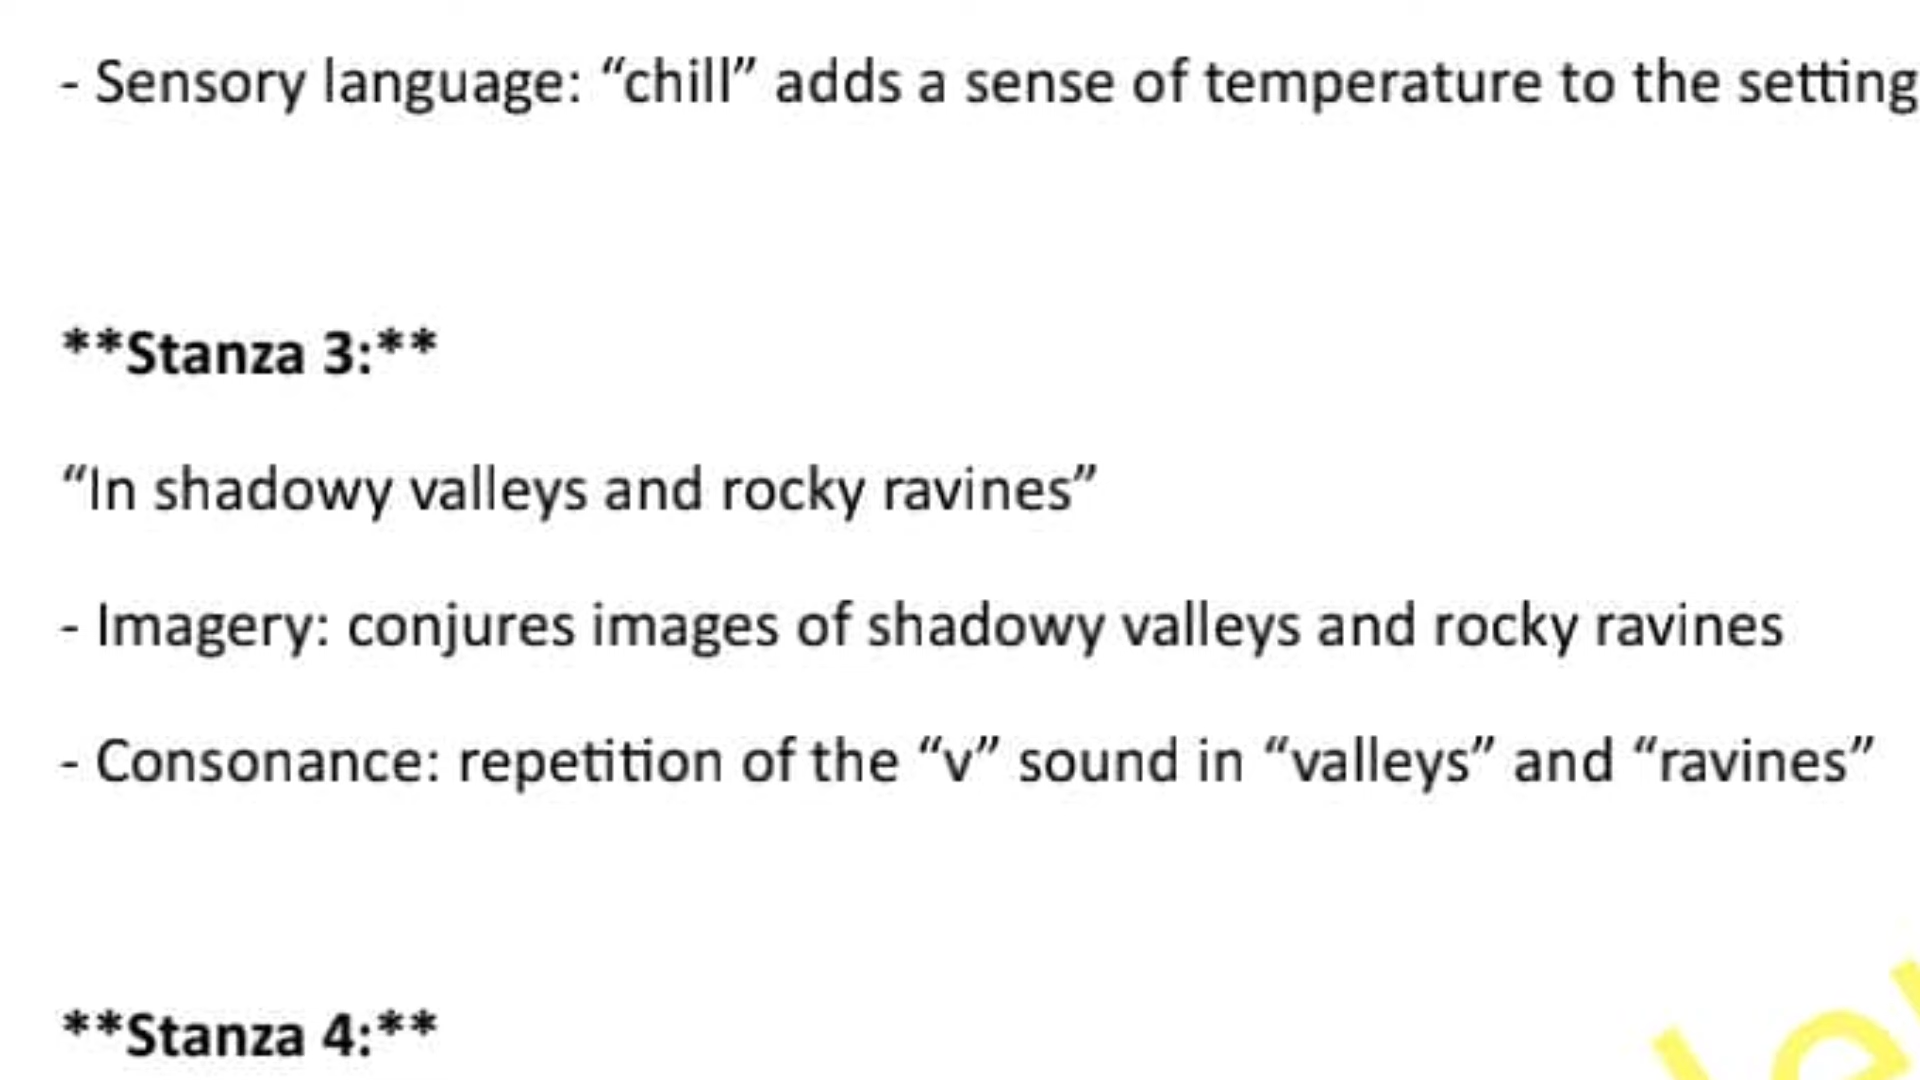 - Sensory language: “chill” adds a sense of temperature to the setting
**Stanza 3:**
“In shadowy valleys and rocky ravines”
- Imagery: conjures images of shadowy valleys and rocky ravines
- Consonance: repetition of the “v” sound in “valleys” and “ravines”
**Stanza 4:**